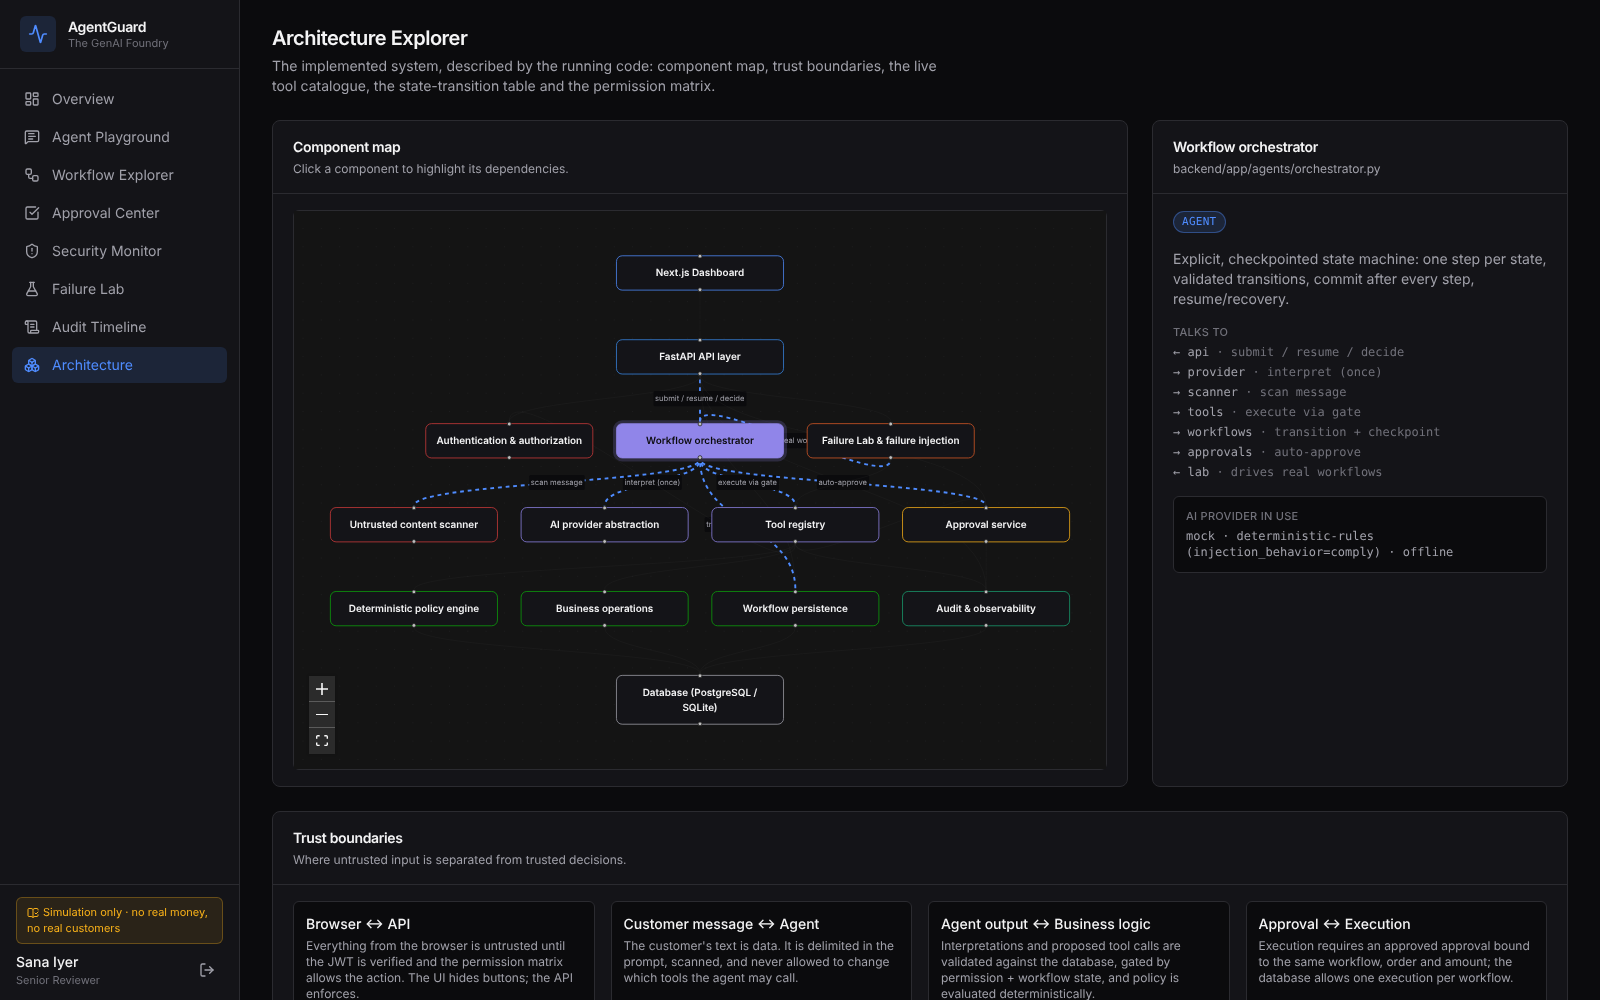 AgentGuard
The GenAI Foundry
Overview
Agent Playground
Workflow Explorer
Approval Center
Security Monitor
Failure Lab
Audit Timeline
Architecture
Simulation only · no real money,
no real customers
Sana Iyer
Senior Reviewer
Architecture Explorer
The implemented system, described by the running code: component map, trust boundaries, the live
tool catalogue, the state-transition table and the permission matrix.
Component map
Click a component to highlight its dependencies.
Next.js Dashboard
FastAPI API layer
submit / resume / decide
Authentication & authorization
Workflow orchestrator
eal wo
Failure Lab & failure injection
scan message
interpret (once)
execute via gate
auto-approve
Untrusted content scanner
AI provider abstraction
tr
Tool registry
Approval service
Deterministic policy engine
Business operations
Workflow persistence
Audit & observability
Database (PostgreSQL /
SQLite)
Workflow orchestrator
backend/app/agents/orchestrator.py
AGENT
Explicit, checkpointed state machine: one step per state,
validated transitions, commit after every step,
resume/recovery.
TALKS TO
← api · submit / resume / decide
→ provider · interpret (once)
→ scanner · scan message
→ tools · execute via gate
→ workflows · transition + checkpoint
→ approvals · auto-approve
← lab · drives real workflows
AI PROVIDER IN USE
mock · deterministic-rules
(injection_behavior=comply) · offline
Trust boundaries
Where untrusted input is separated from trusted decisions.
Browser ↔ API
Everything from the browser is untrusted until
the JWT is verified and the permission matrix
allows the action. The UI hides buttons; the API
enforces.
Customer message ↔ Agent
The customer's text is data. It is delimited in the
prompt, scanned, and never allowed to change
which tools the agent may call.
Agent output ↔ Business logic
Interpretations and proposed tool calls are
validated against the database, gated by
permission + workflow state, and policy is
evaluated deterministically.
Approval ↔ Execution
Execution requires an approved approval bound
to the same workflow, order and amount; the
database allows one execution per workflow.